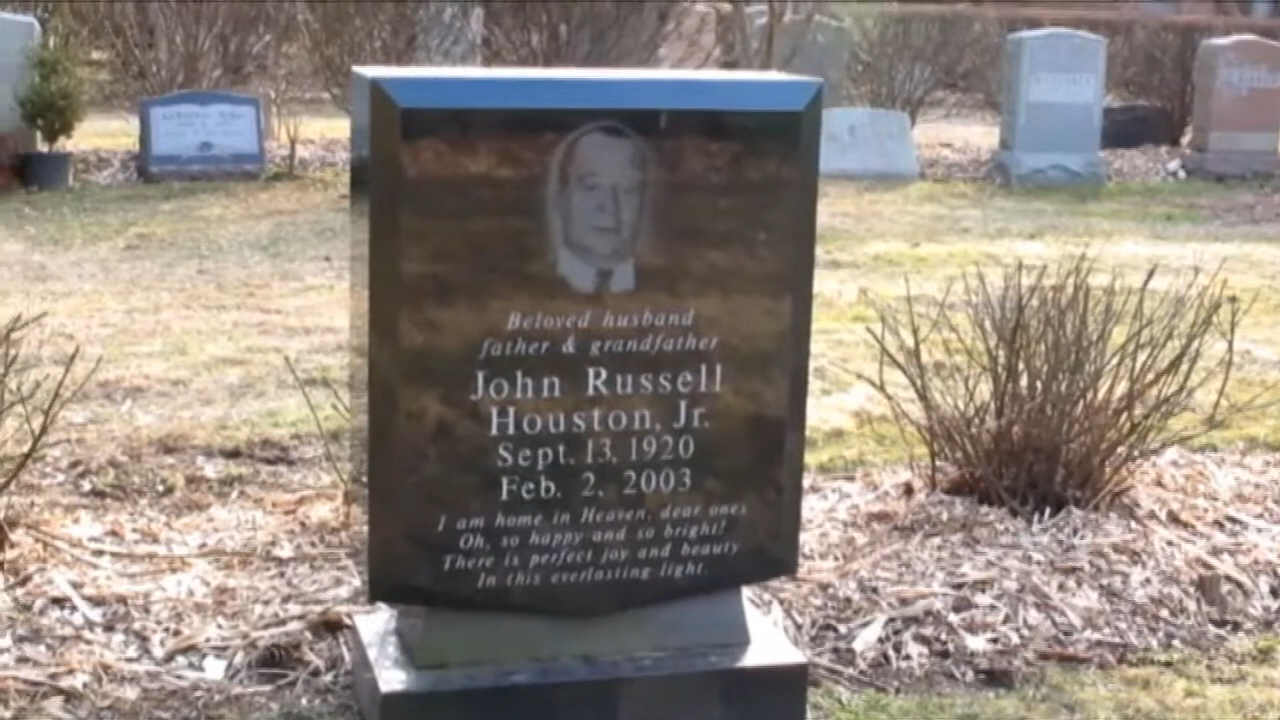 Beloved husband
father & grandfather
John Russell
Houston, Jr.
Sept. 13, 1920
Feb. 2, 2003
I am home in Heaven, dear ones
Oh, so happy and so bright!
There is perfect joy and beauty
In this everlasting light.